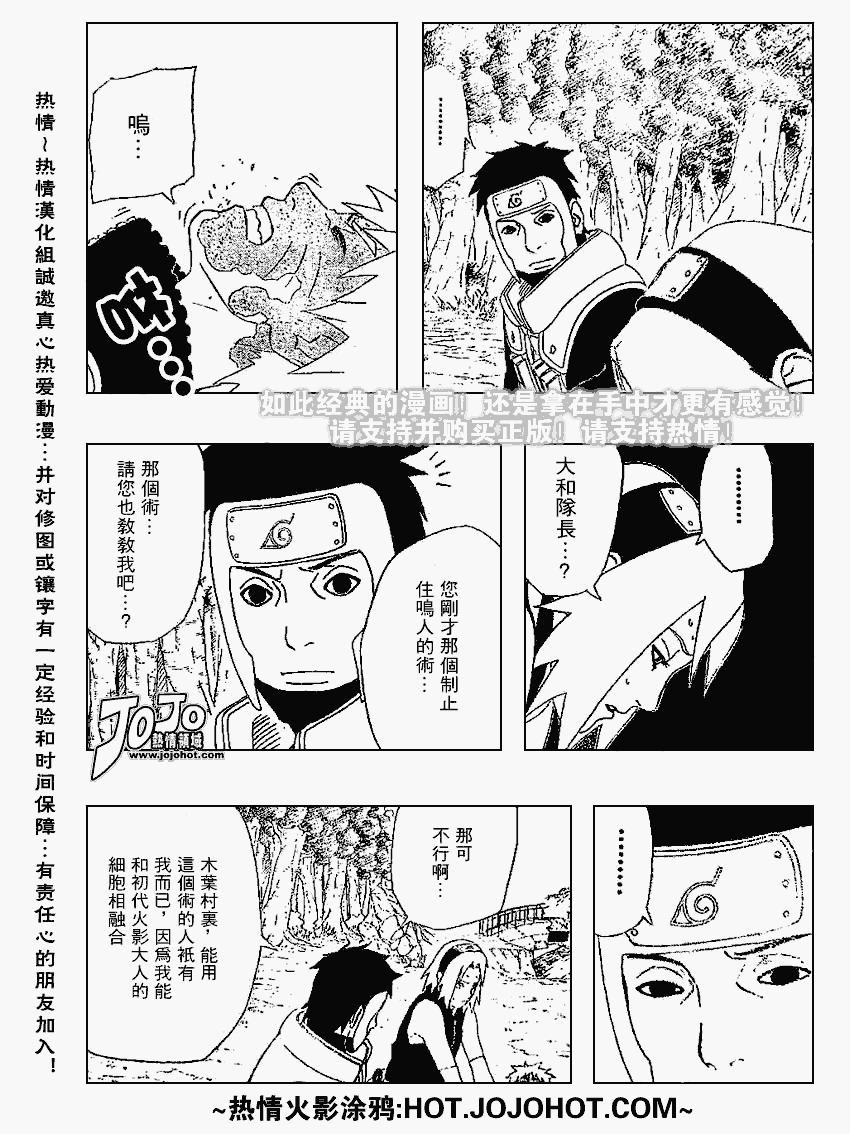 ………
嗚…
大和隊長…?
………
您剛才那個制止
住鳴人的術…
那個術…
請您也敎敎我吧…?
………
那可
不行啊…
木葉村裏，能用
這個術的人衹有
我而已，因爲我能
和初代火影大人的
細胞相融合
热情~热情漢化組誠邀真心热爱動漫…并对修图或镶字有一定经验和时间保障…有责任心的朋友加入!
如此经典的漫画！还是拿在手中才更有感觉！
请支持并购买正版！请支持热情！
JOJO
熱情領域
www.jojohot.com
~热情火影涂鸦:HOT.JOJOHOT.COM~